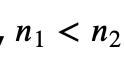 , n₁ < n₂